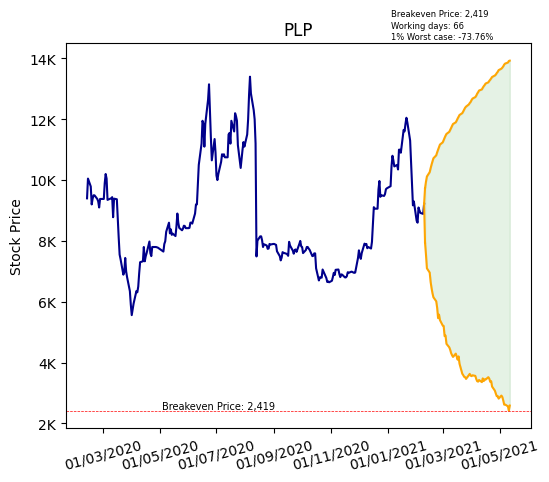 Breakeven Price: 2,419
Working days: 66
1% Worst case: -73.76%
PLP
Stock Price
14K
12K
10K
8K
6K
4K
2K
Breakeven Price: 2,419
01/03/2020
01/05/2020
01/07/2020
01/09/2020
01/11/2020
01/01/2021
01/03/2021
01/05/2021